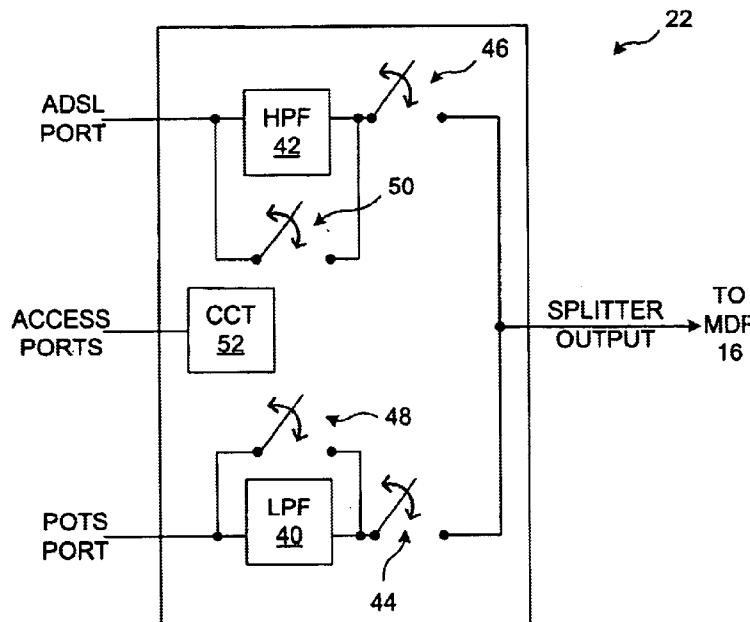 22
46
ADSL
PORT
HPF
42
50
ACCESS
PORTS
CCT
52
SPLITTER
OUTPUT
TO
MDF
16
48
POTS
PORT
LPF
40
44